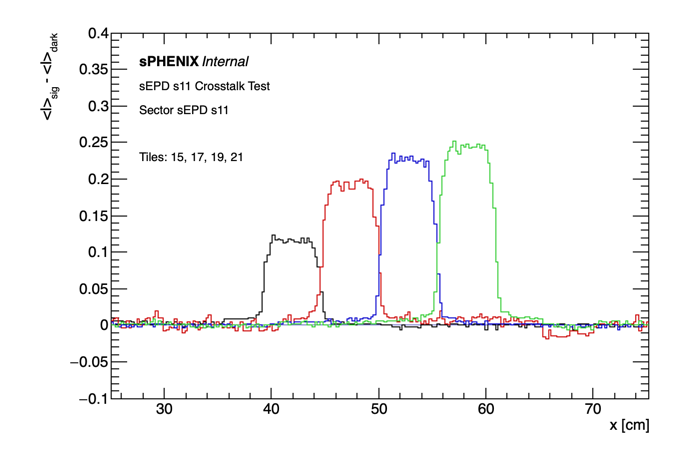 <I>sig - <I>dark
0.4
0.35
0.3
0.25
0.2
0.15
0.1
0.05
0
−0.05
−0.1
sPHENIX Internal
sEPD s11 Crosstalk Test
Sector sEPD s11
Tiles: 15, 17, 19, 21
30 40 50 60 70
x [cm]